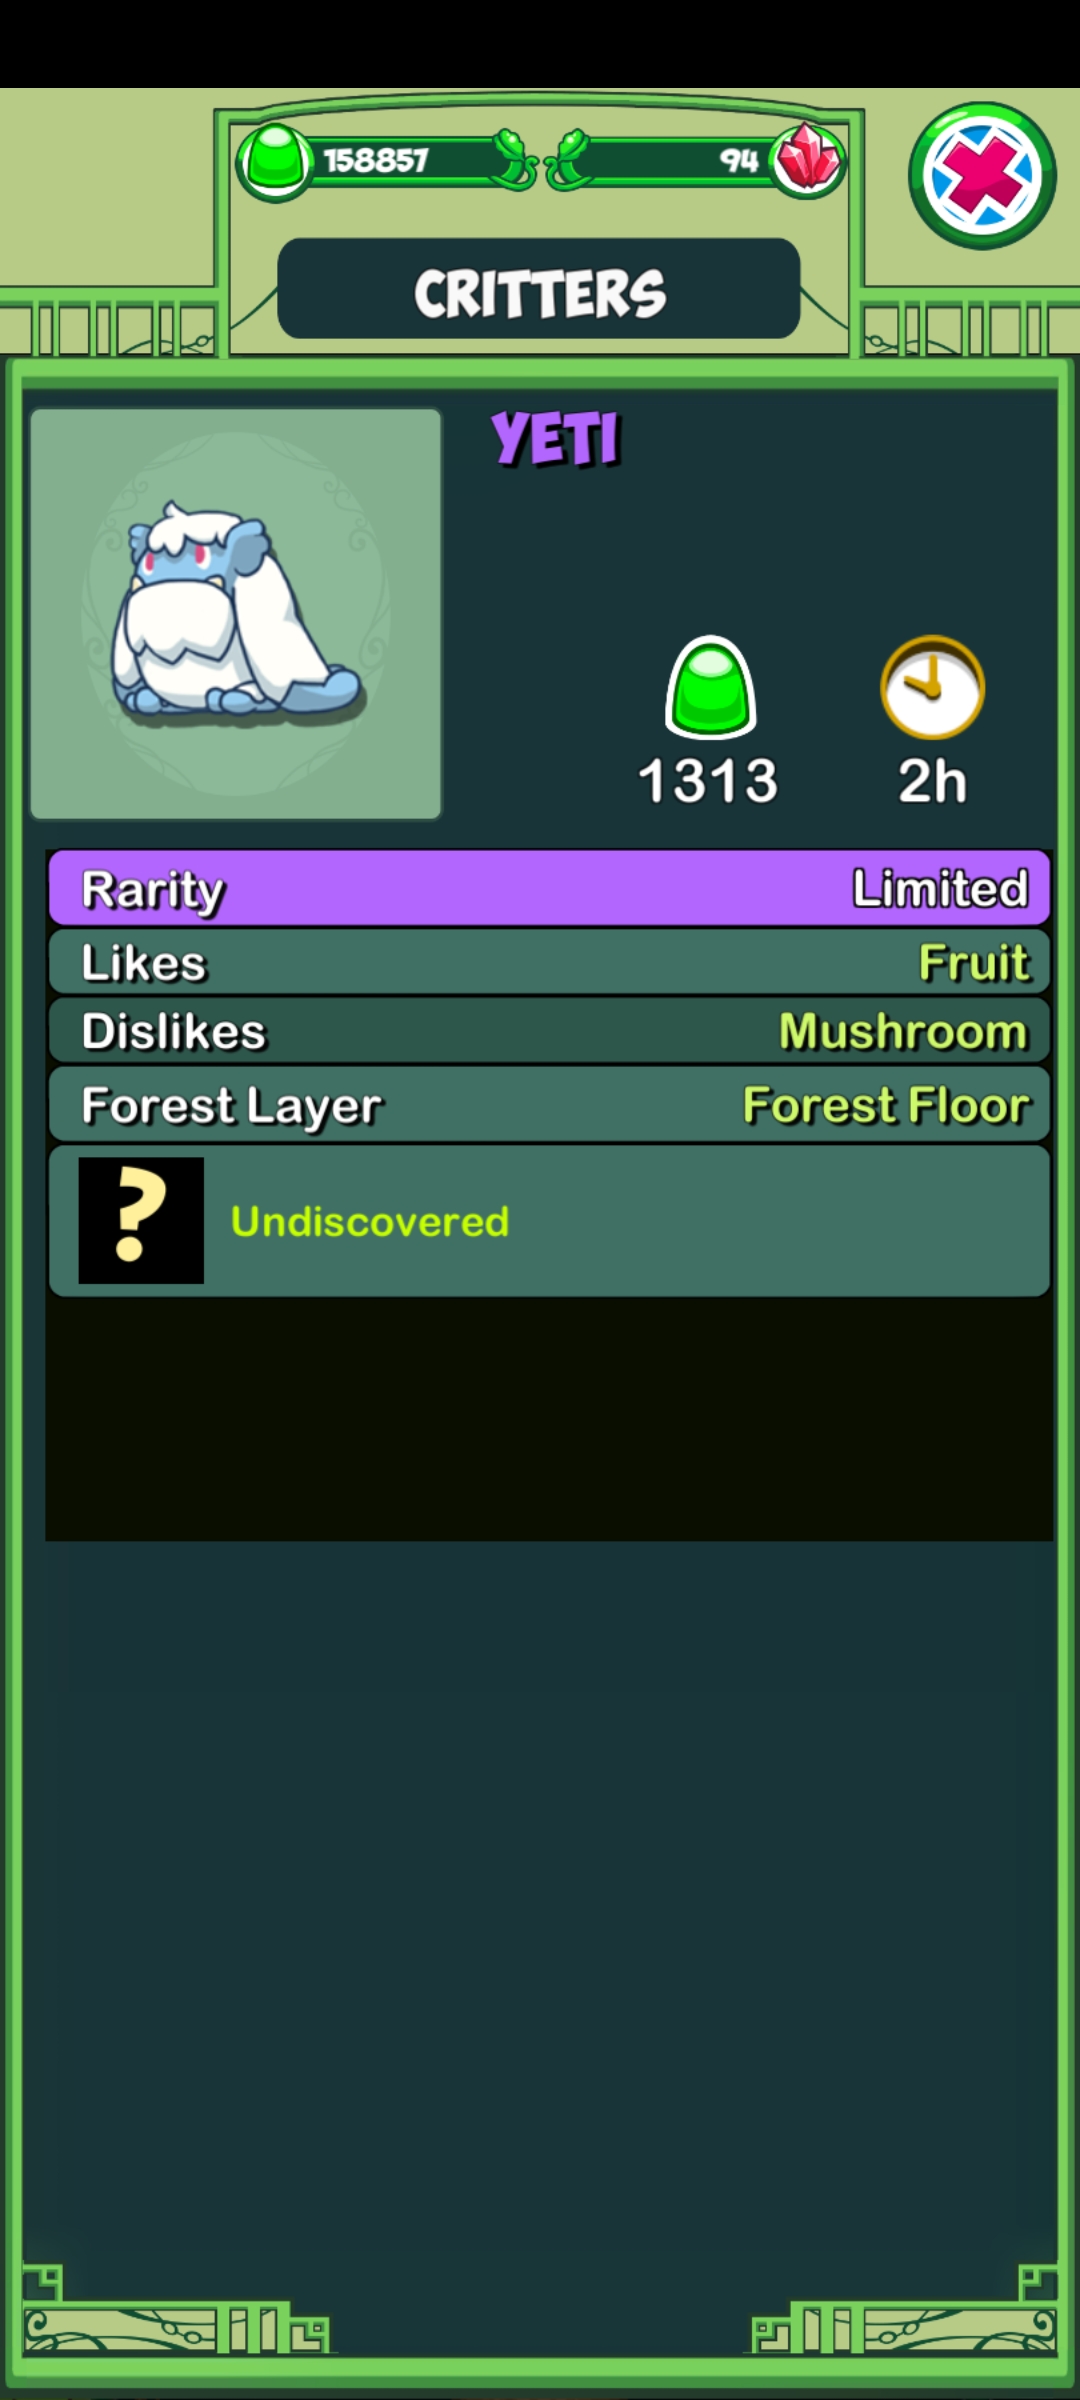 158857
94
CRITTERS
YETI
1313
2h
Rarity Limited
Likes Fruit
Dislikes Mushroom
Forest Layer Forest Floor
?
Undiscovered